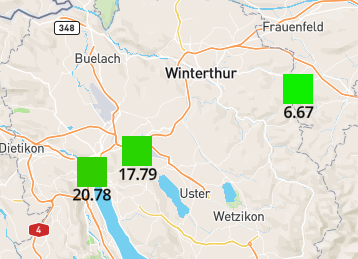 348
Frauenfeld
Buelach
Winterthur
6.67
Dietikon
17.79
20.78
Uster
Wetzikon
4